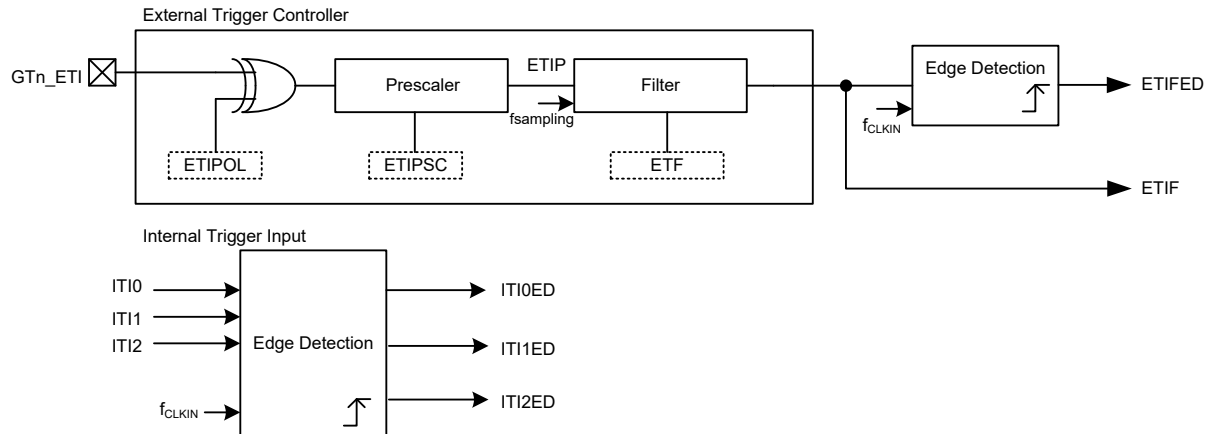 External Trigger Controller
GTn_ETI
Prescaler
ETIP
fsampling
Filter
Edge Detection
fCLKIN
ETIFED
ETIPOL
ETIPSC
ETF
ETIF
Internal Trigger Input
ITI0
ITI1
ITI2
fCLKIN
Edge Detection
ITI0ED
ITI1ED
ITI2ED